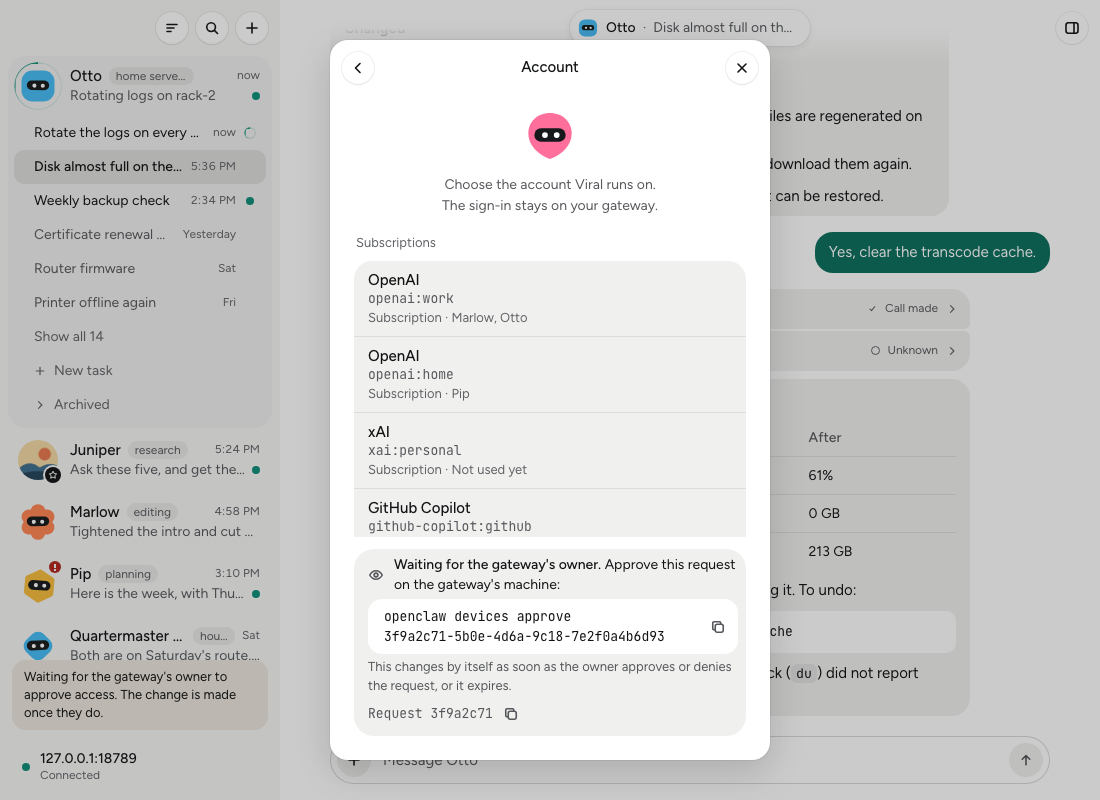 Otto
home serve...
now
Rotating logs on rack-2
Rotate the logs on every ...
now
Disk almost full on the...
5:36 PM
Weekly backup check
2:34 PM
Certificate renewal ...
Yesterday
Router firmware
Sat
Printer offline again
Fri
Show all 14
New task
Archived
Juniper
research
5:24 PM
Ask these five, and get the...
Marlow
editing
4:58 PM
Tightened the intro and cut ...
Pip
planning
3:10 PM
Here is the week, with Thu...
Quartermaster ...
hou...
Sat
Both are on Saturday's route....
Waiting for the gateway's owner to
approve access. The change is made
once they do.
127.0.0.1:18789
Connected
Changed
Otto · Disk almost full on th...
Account
Choose the account Viral runs on.
The sign-in stays on your gateway.
Subscriptions
OpenAI
openai:work
Subscription · Marlow, Otto
OpenAI
openai:home
Subscription · Pip
xAI
xai:personal
Subscription · Not used yet
GitHub Copilot
github-copilot:github
Waiting for the gateway's owner. Approve this request
on the gateway's machine:
openclaw devices approve
3f9a2c71-5b0e-4d6a-9c18-7e2f0a4b6d93
This changes by itself as soon as the owner approves or denies
the request, or it expires.
Request 3f9a2c71
files are regenerated on
download them again.
can be restored.
Yes, clear the transcode cache.
Call made
Unknown
After
61%
0 GB
213 GB
it. To undo:
(du) did not report
Message Otto